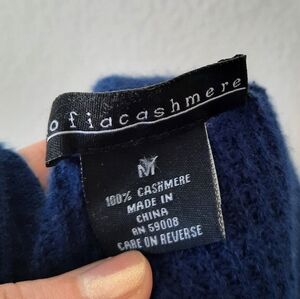 ofiacashmere
M
100% CASHMERE
MADE IN
CHINA
RN 59008
CARE ON REVERSE